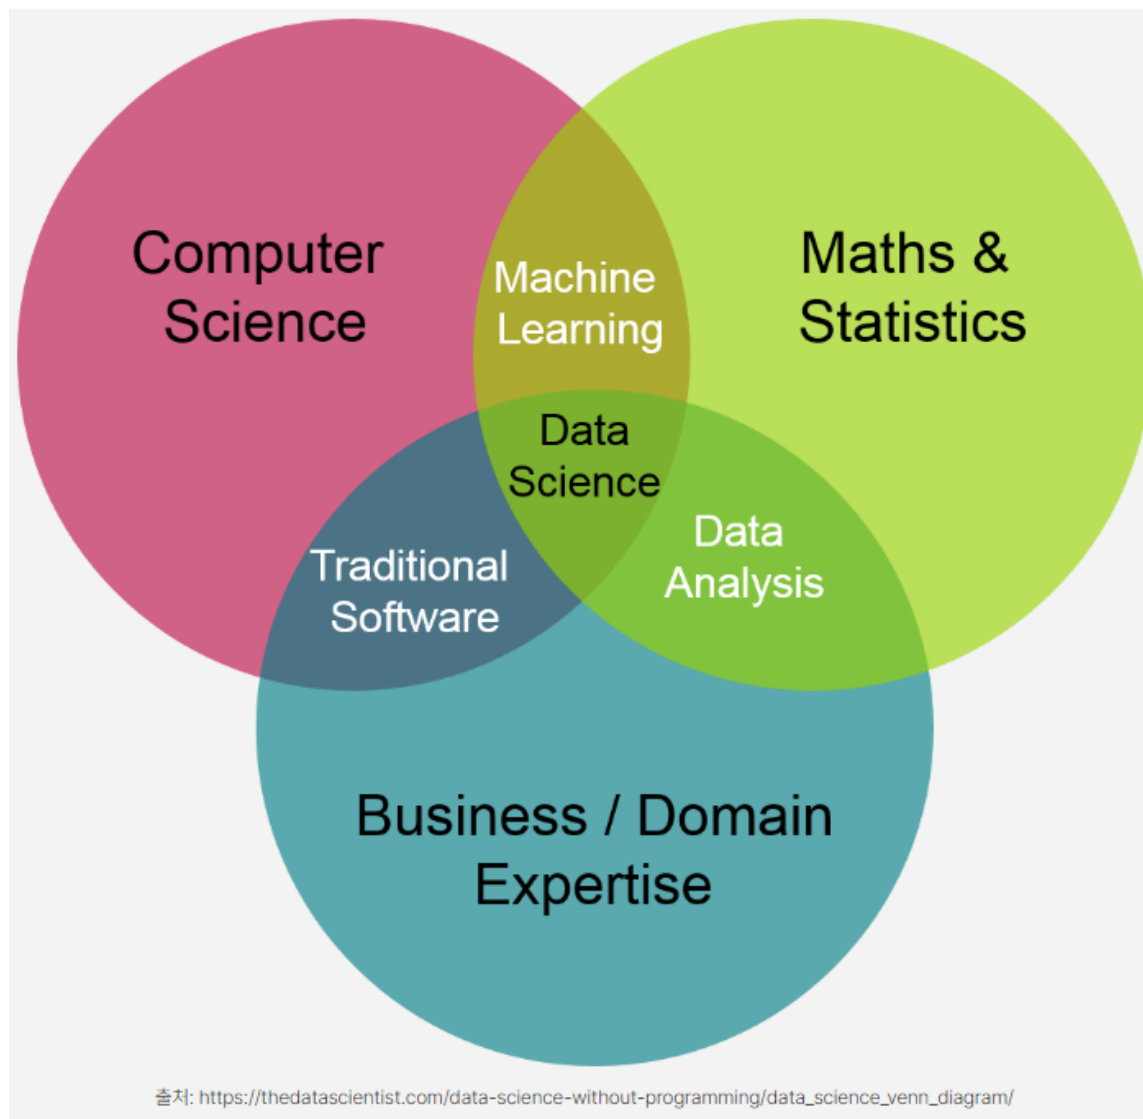 Computer
Science
Maths &
Statistics
Machine
Learning
Data
Science
Data
Analysis
Traditional
Software
Business / Domain
Expertise
출처: https://thedatascientist.com/data-science-without-programming/data_science_venn_diagram/